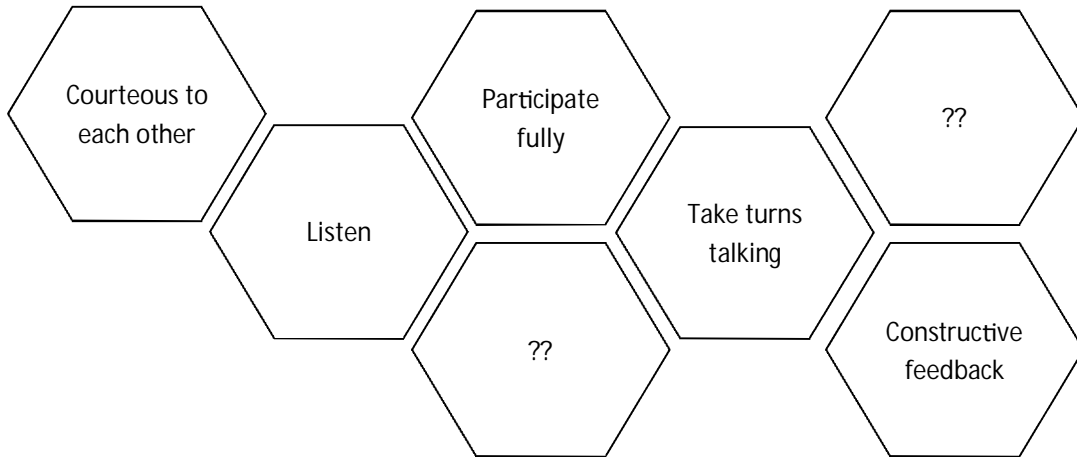 Courteous to
each other
Listen
Participate
fully
??
Take turns
talking
??
Constructive
feedback